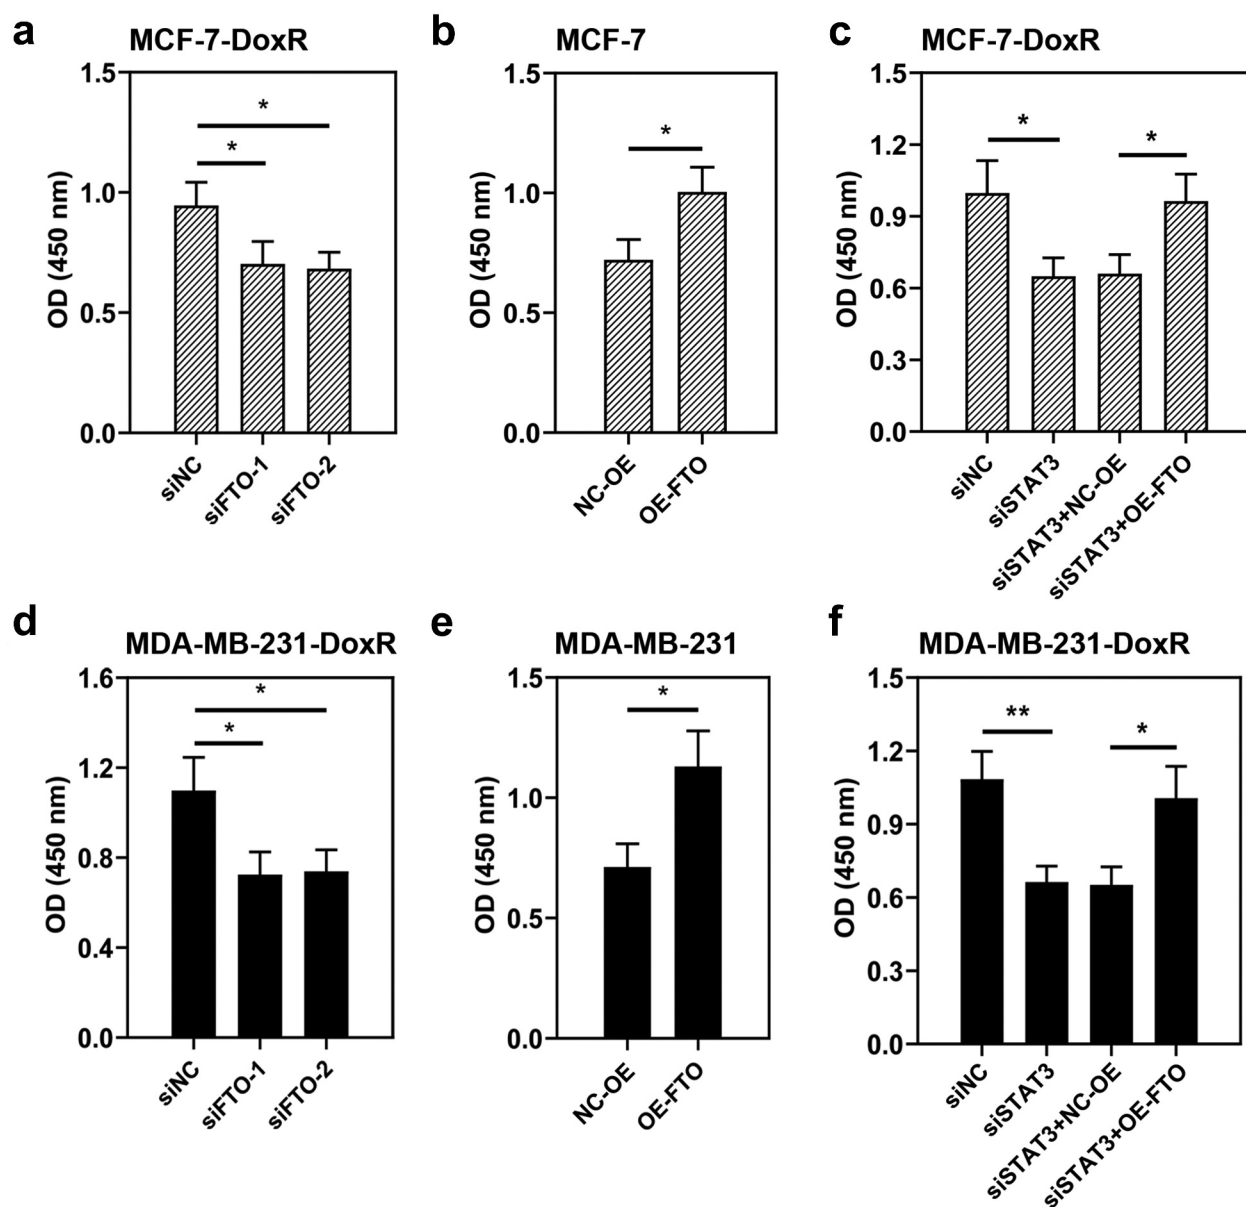 a
MCF-7-DoxR
OD (450 nm)
1.5
1.0
0.5
0.0
*
*
siNC
siFTO-1
siFTO-2
b
MCF-7
OD (450 nm)
1.5
1.0
0.5
0.0
*
NC-OE
OE-FTO
c
MCF-7-DoxR
OD (450 nm)
1.5
1.2
0.9
0.6
0.3
0.0
*
*
siNC
siSTAT3
siSTAT3+NC-OE
siSTAT3+OE-FTO
d
MDA-MB-231-DoxR
OD (450 nm)
1.6
1.2
0.8
0.4
0.0
*
*
siNC
siFTO-1
siFTO-2
e
MDA-MB-231
OD (450 nm)
1.5
1.0
0.5
0.0
*
NC-OE
OE-FTO
f
MDA-MB-231-DoxR
OD (450 nm)
1.5
1.2
0.9
0.6
0.3
0.0
**
*
siNC
siSTAT3
siSTAT3+NC-OE
siSTAT3+OE-FTO